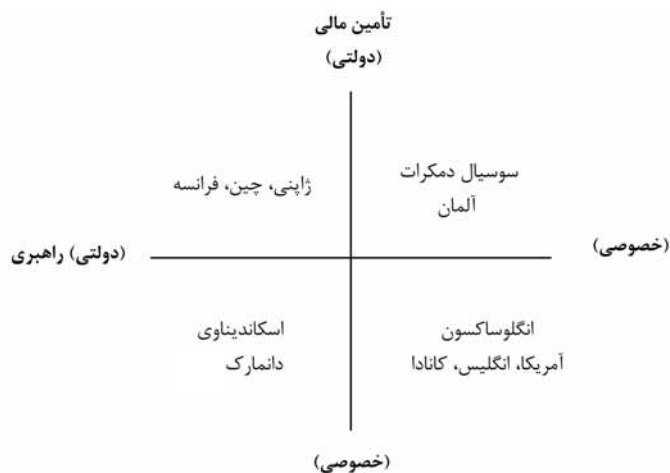 تأمین مالی
(دولتی)
سوسیال دمکرات
آلمان
ژاپنی، چین، فرانسه
(خصوصی)
(دولتی) راهبری
انگلوساکسون
آمریکا، انگلیس، کانادا
اسکاندیناوی
دانمارک
(خصوصی)